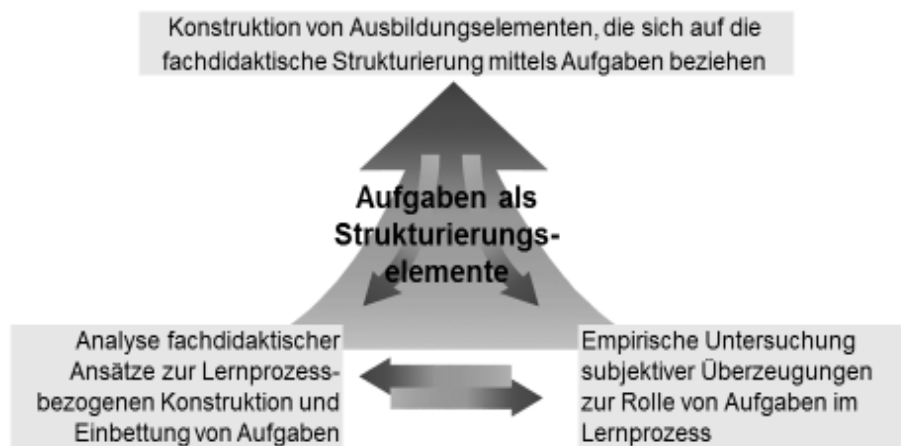 Konstruktion von Ausbildungselementen, die sich auf die
fachdidaktische Strukturierung mittels Aufgaben beziehen
Aufgaben als
Strukturierungs-
elemente
Analyse fachdidaktischer
Ansätze zur Lernprozess-
bezogenen Konstruktion und
Einbettung von Aufgaben
Empirische Untersuchung
subjektiver Überzeugungen
zur Rolle von Aufgaben im
Lernprozess